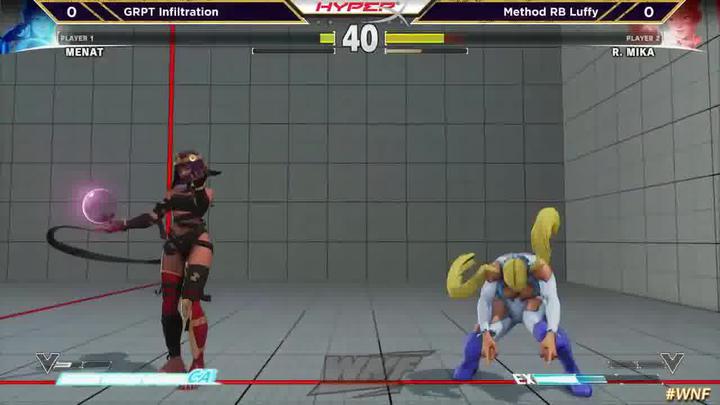 0 GRPT Infiltration HYPER Method RB Luffy 0
PLAYER 1 40 PLAYER 2
MENAT R. MIKA
V V
CA EX
WNF
#WNF